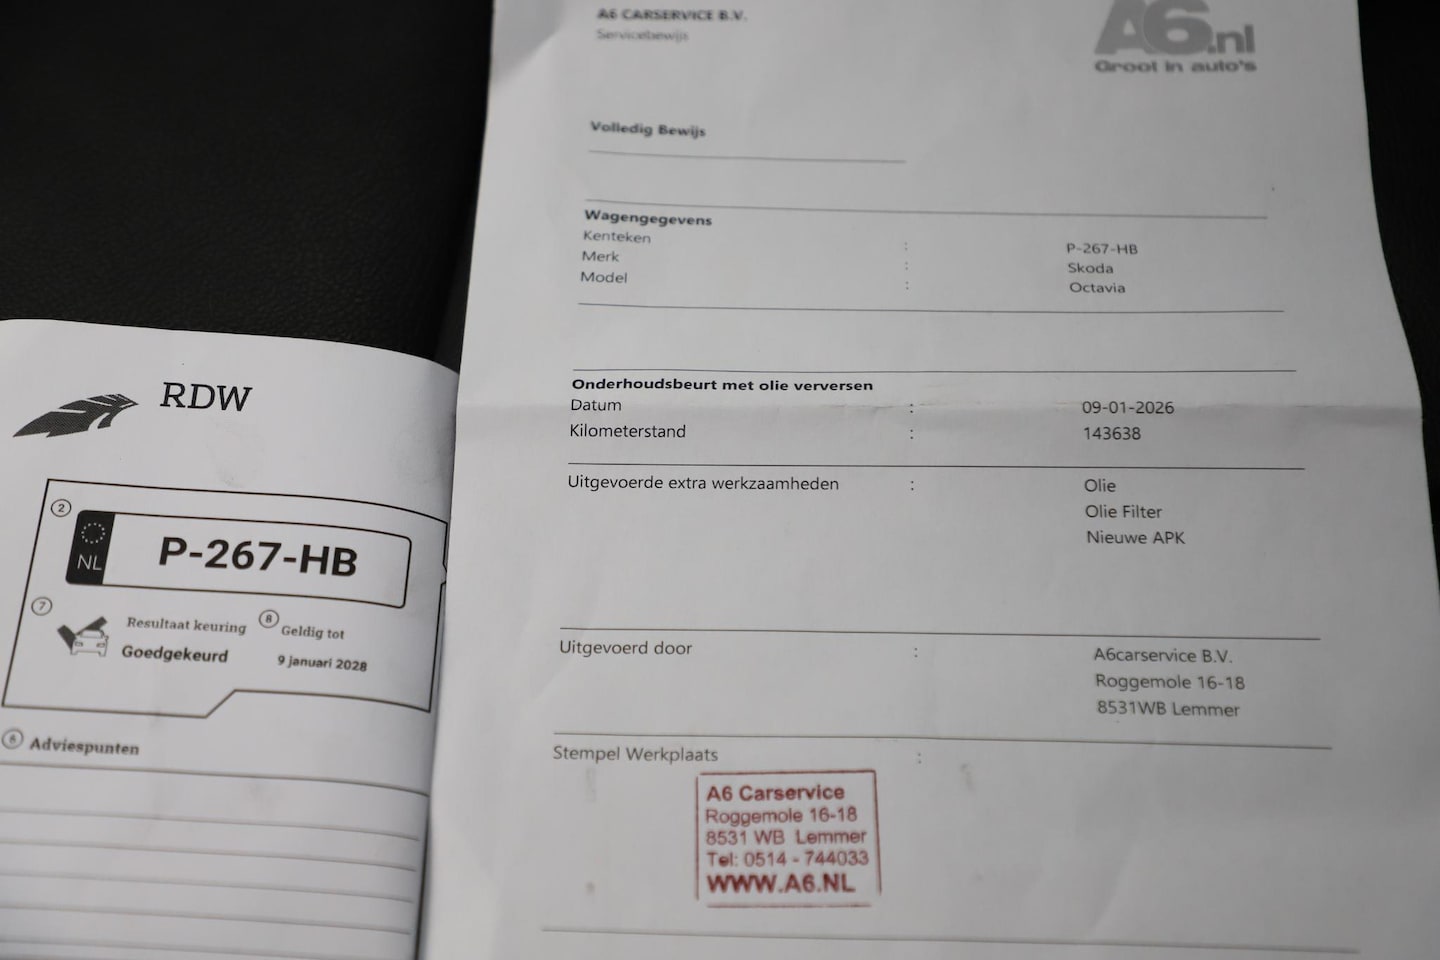 A6 CARSERVICE B.V.
Servicebewijs
A6.nl
Groot in auto's
Volledig Bewijs
Wagengegevens
Kenteken : P-267-HB
Merk : Skoda
Model : Octavia
Onderhoudsbeurt met olie verversen
Datum : 09-01-2026
Kilometerstand : 143638
Uitgevoerde extra werkzaamheden : Olie
Olie Filter
Nieuwe APK
Uitgevoerd door : A6carservice B.V.
Roggemole 16-18
8531WB Lemmer
Stempel Werkplaats :
A6 Carservice
Roggemole 16-18
8531 WB Lemmer
Tel: 0514 - 744033
WWW.A6.NL
RDW
2
NL P-267-HB
7 Resultaat keuring 8 Geldig tot
Goedgekeurd 9 januari 2028
6 Adviespunten